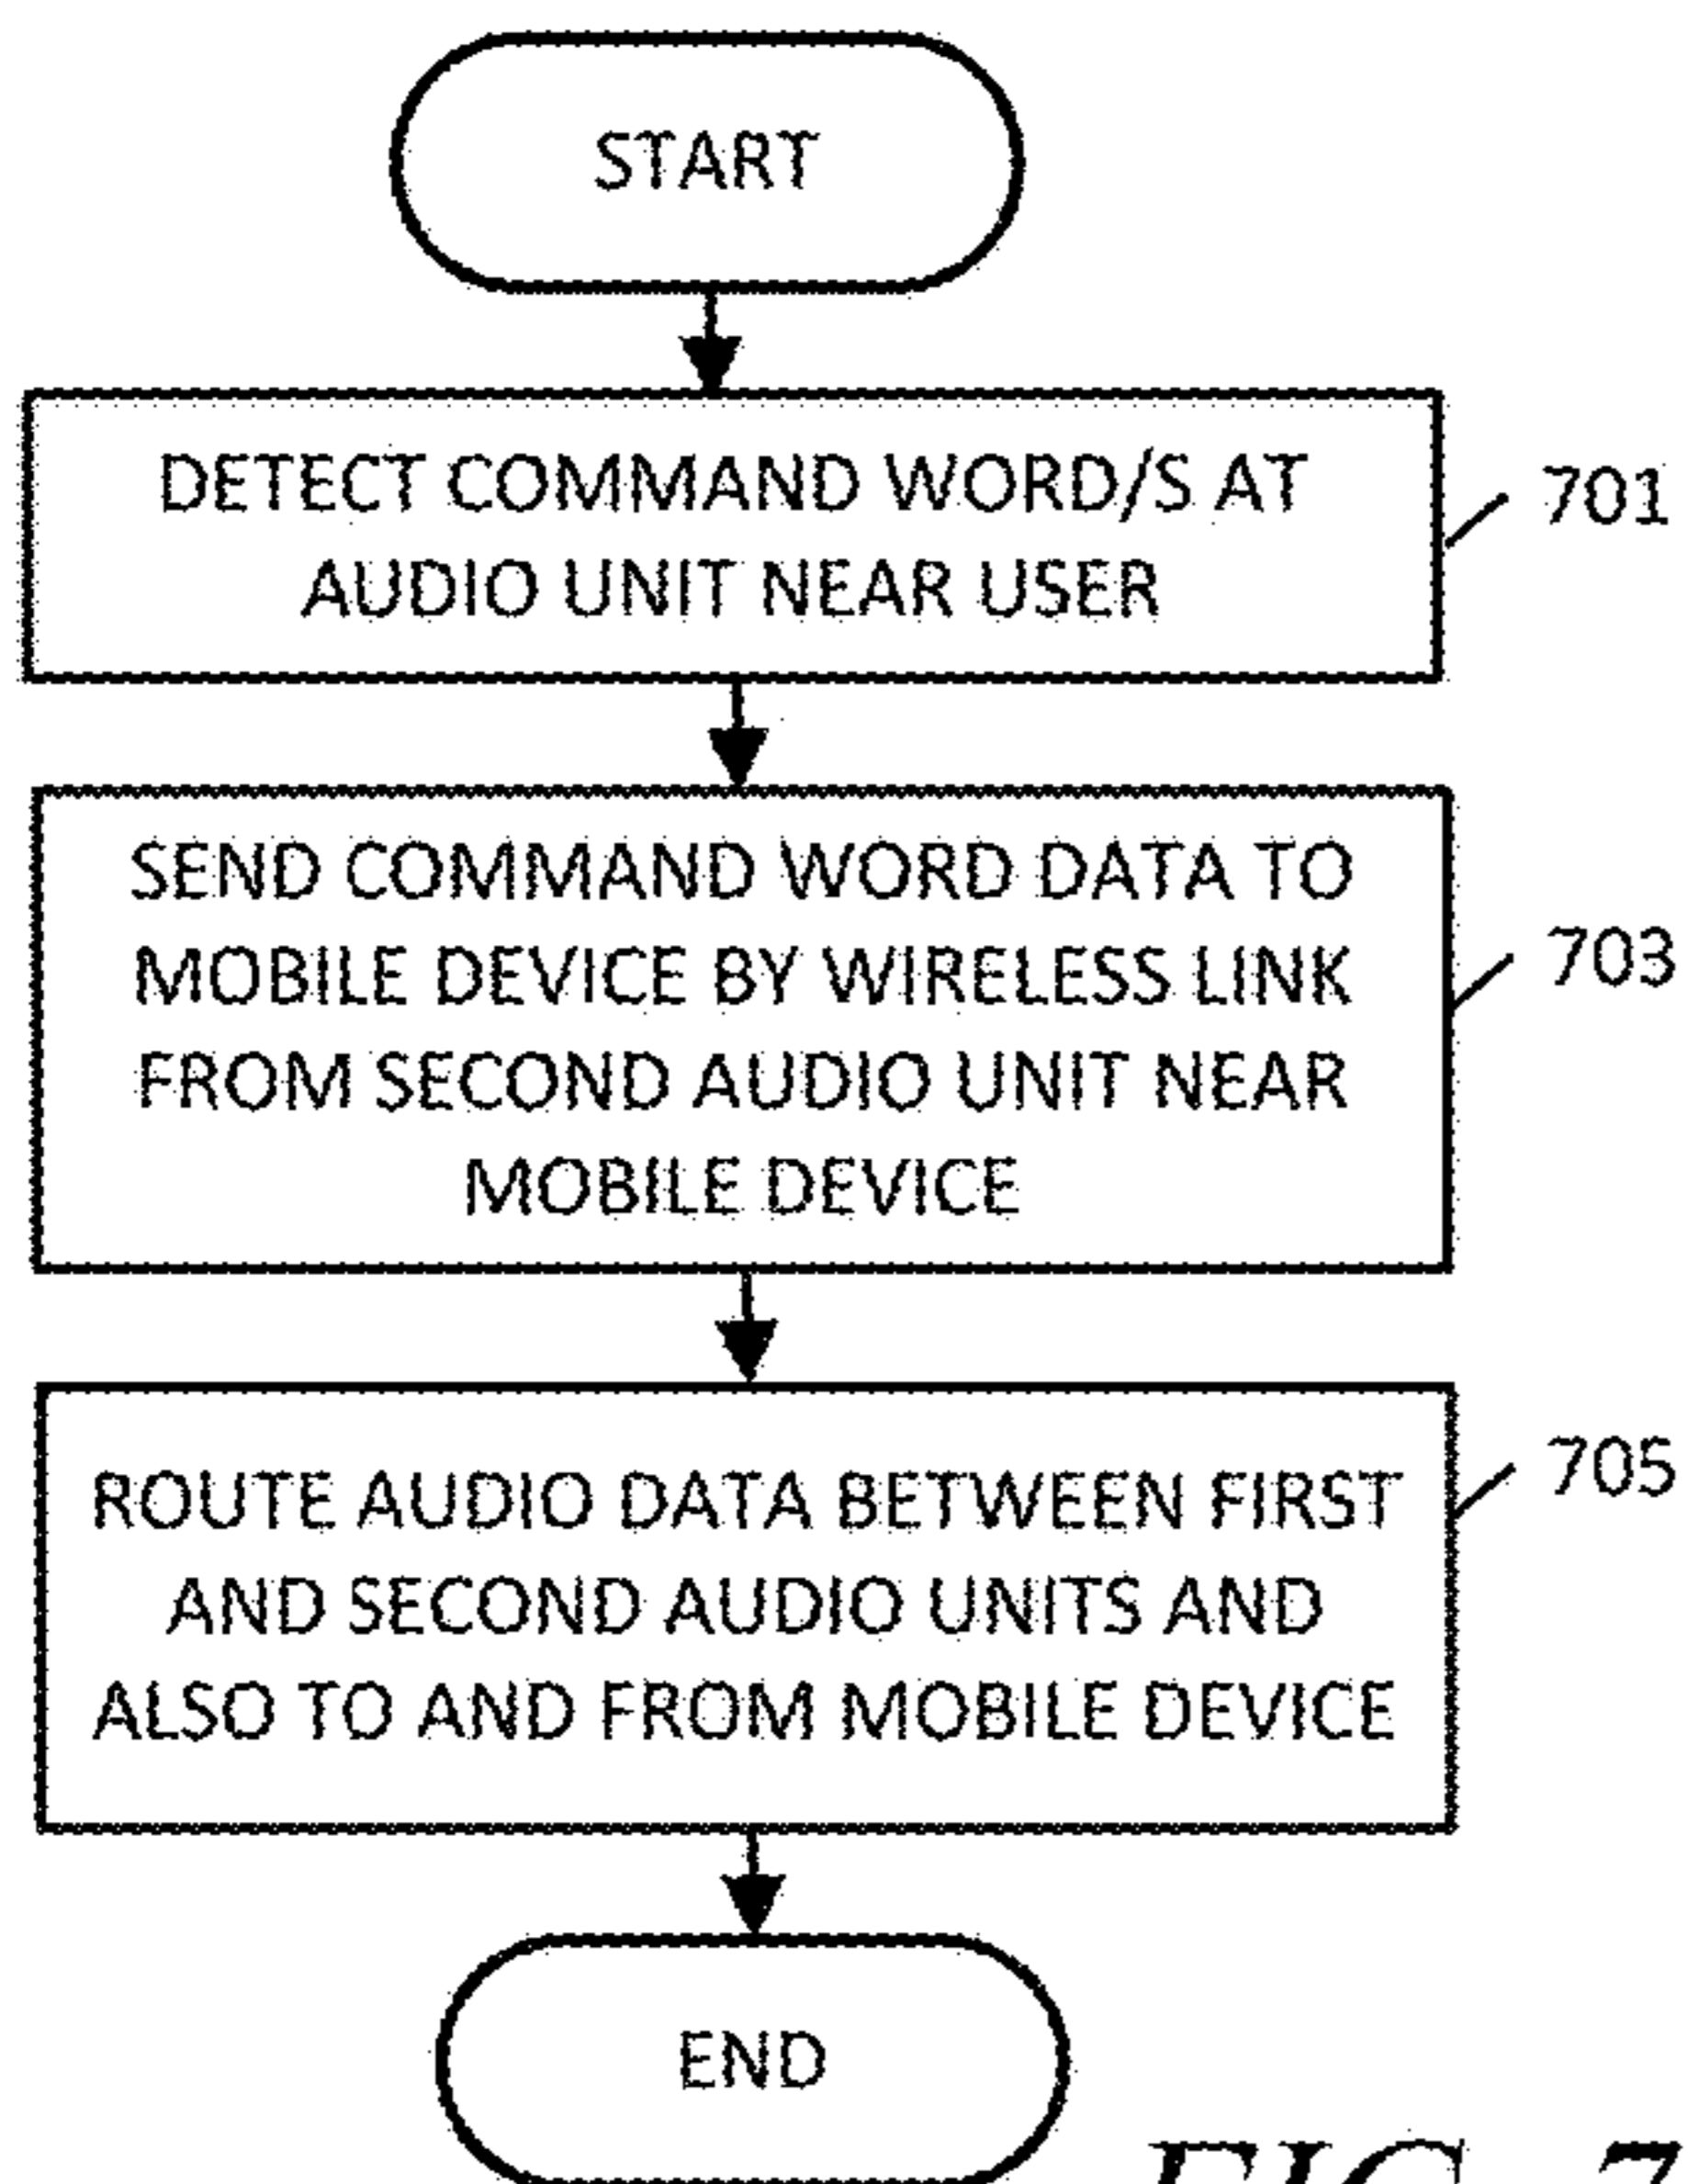 START
DETECT COMMAND WORD/S AT
AUDIO UNIT NEAR USER
701
SEND COMMAND WORD DATA TO
MOBILE DEVICE BY WIRELESS LINK
FROM SECOND AUDIO UNIT NEAR
MOBILE DEVICE
703
ROUTE AUDIO DATA BETWEEN FIRST
AND SECOND AUDIO UNITS AND
ALSO TO AND FROM MOBILE DEVICE
705
END
FIG. 7